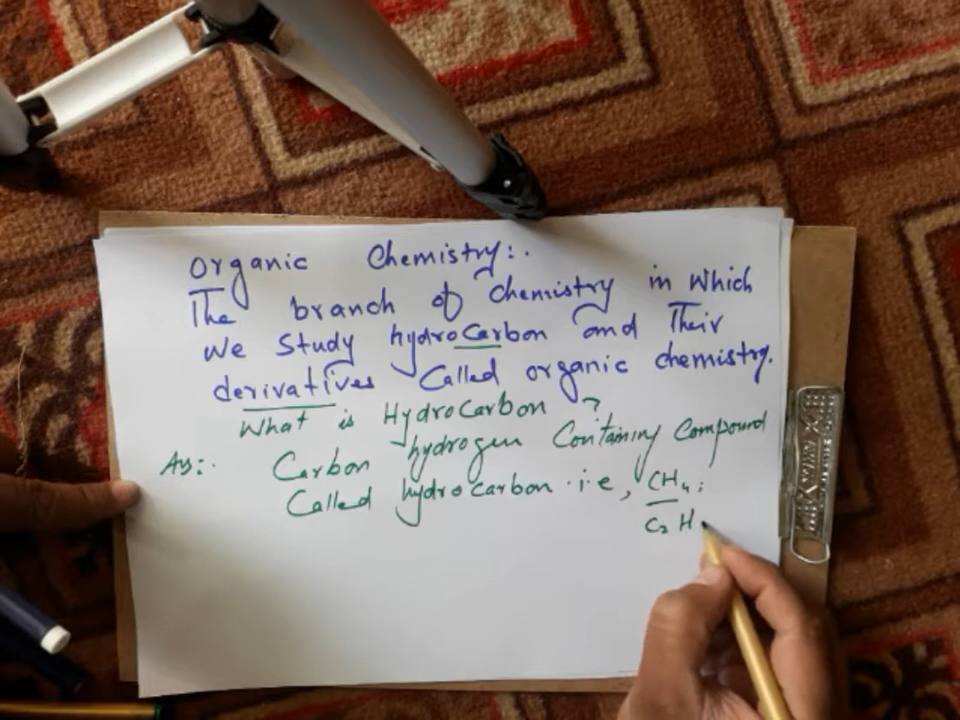 Organic Chemistry:.
The branch of chemistry in which
we study hydrocarbon and Their
derivatives Called organic chemistry.
What is HydroCarbon ?
As:. Carbon hydrogen Containing Compound
Called hydrocarbon i.e, CH4;
C2 H